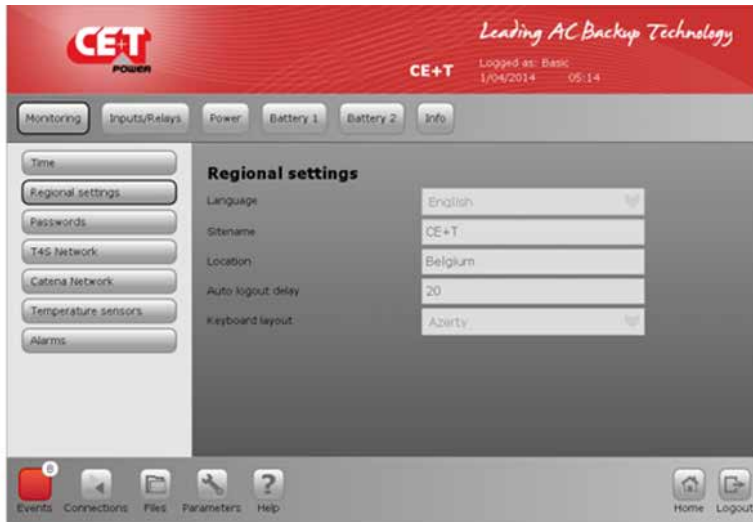 CE+T
POWER
Leading AC Backup Technology
CE+T
Logged as: Basic
1/04/2014 05:14
Monitoring Inputs/Relays Power Battery 1 Battery 2 Info
Time
Regional settings
Passwords
T4S Network
Catena Network
Temperature sensors
Alarms
Regional settings
Language English
Sitename CE+T
Location Belgium
Auto logout delay 20
Keyboard layout Azerty
8
Events Connections Files Parameters Help Home Logout